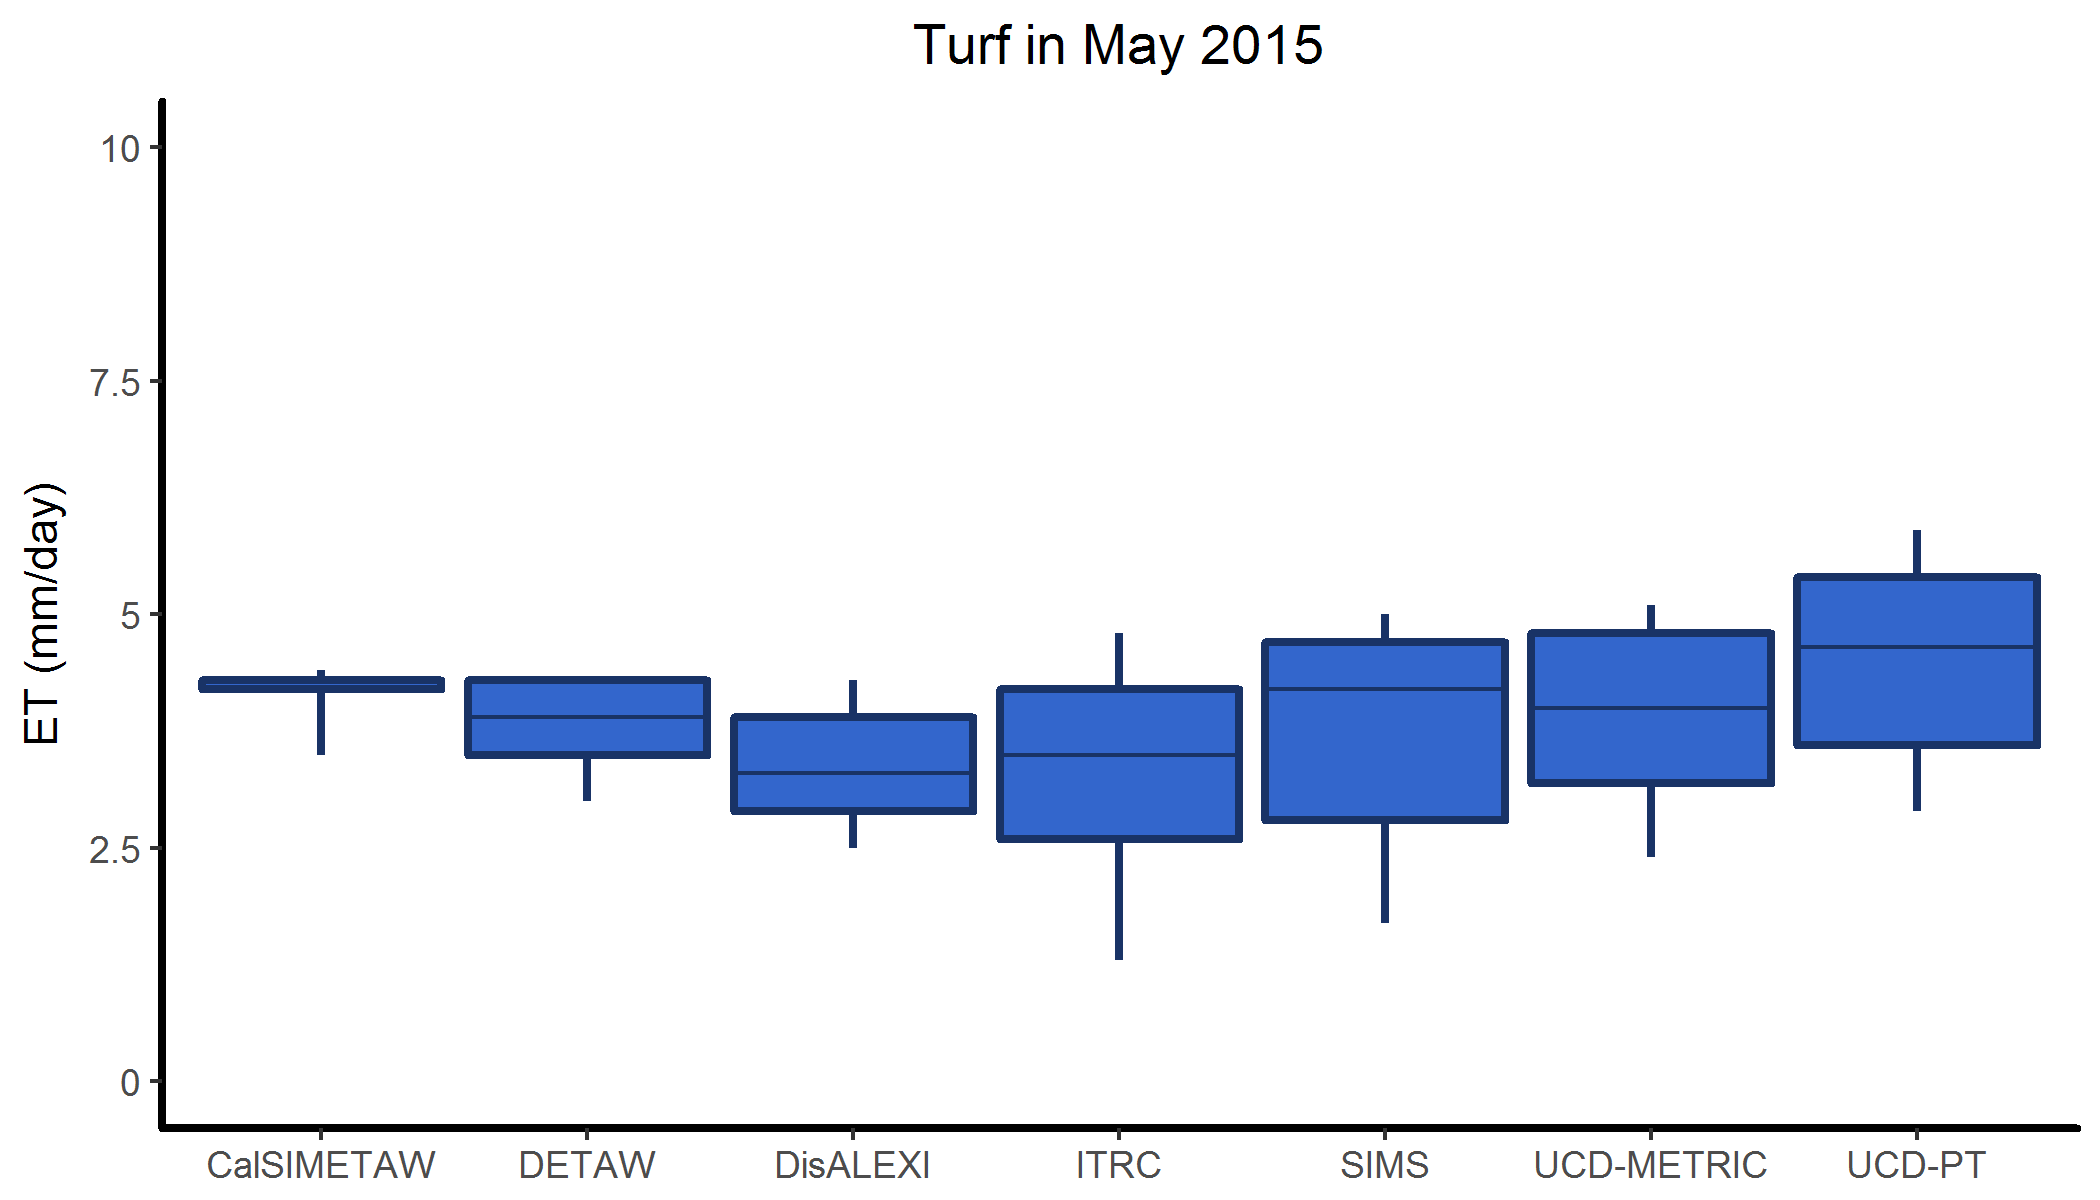 Turf in May 2015
ET (mm/day)
10
7.5
5
2.5
0
CalSIMETAW DETAW DisALEXI ITRC SIMS UCD-METRIC UCD-PT